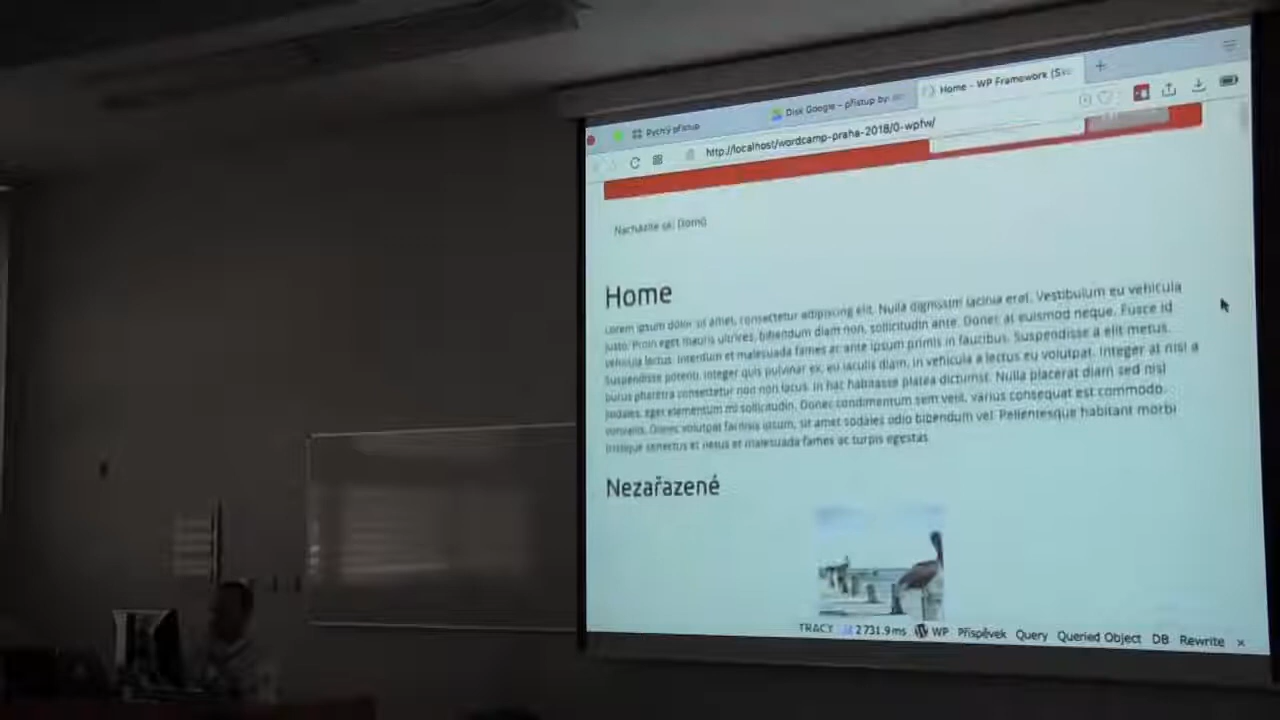 Rychlý přístup
Disk Google – přístup by:
Home - WP Framework (Sva
http://localhost/wordcamp-praha-2018/0-wpfw/
Nacházíte se: Domů
Home
Lorem ipsum dolor sit amet, consectetur adipiscing elit. Nulla dignissim lacinia erat. Vestibulum eu vehicula
justo. Proin eget mauris ultrices, bibendum diam non, sollicitudin ante. Donec at euismod neque. Fusce id
vehicula lectus. Interdum et malesuada fames ac ante ipsum primis in faucibus. Suspendisse a elit metus.
Suspendisse potenti. Integer quis pulvinar ex, eu iaculis diam. In vehicula a lectus eu volutpat. Integer at nisl a
purus pharetra consectetur non non lacus. In hac habitasse platea dictumst. Nulla placerat diam sed nisl
sodales, eget elementum mi sollicitudin. Donec condimentum sem velit, varius consequat est commodo
convallis. Donec volutpat facilisis ipsum, sit amet sodales odio bibendum vel. Pellentesque habitant morbi
tristique senectus et netus et malesuada fames ac turpis egestas
Nezařazené
TRACY 2 731.9 ms WP Příspěvek Query Queried Object DB Rewrite ×